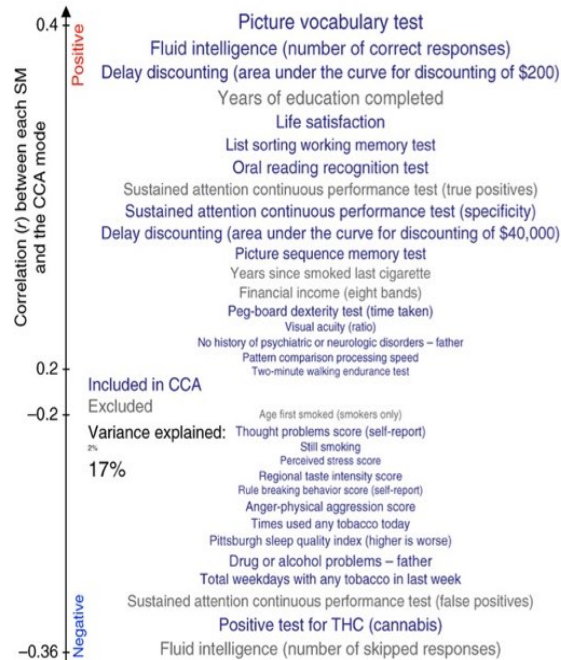 0.4
Positive
Correlation (r) between each SM
and the CCA mode
Picture vocabulary test
Fluid intelligence (number of correct responses)
Delay discounting (area under the curve for discounting of $200)
Years of education completed
Life satisfaction
List sorting working memory test
Oral reading recognition test
Sustained attention continuous performance test (true positives)
Sustained attention continuous performance test (specificity)
Delay discounting (area under the curve for discounting of $40,000)
Picture sequence memory test
Years since smoked last cigarette
Financial income (eight bands)
Peg-board dexterity test (time taken)
Visual acuity (ratio)
No history of psychiatric or neurologic disorders – father
Pattern comparison processing speed
0.2
Two-minute walking endurance test
Included in CCA
Excluded
−0.2
Age first smoked (smokers only)
Variance explained:
2%
17%
Thought problems score (self-report)
Still smoking
Perceived stress score
Regional taste intensity score
Rule breaking behavior score (self-report)
Anger-physical aggression score
Times used any tobacco today
Pittsburgh sleep quality index (higher is worse)
Drug or alcohol problems – father
Total weekdays with any tobacco in last week
Sustained attention continuous performance test (false positives)
Positive test for THC (cannabis)
Fluid intelligence (number of skipped responses)
Negative
−0.36